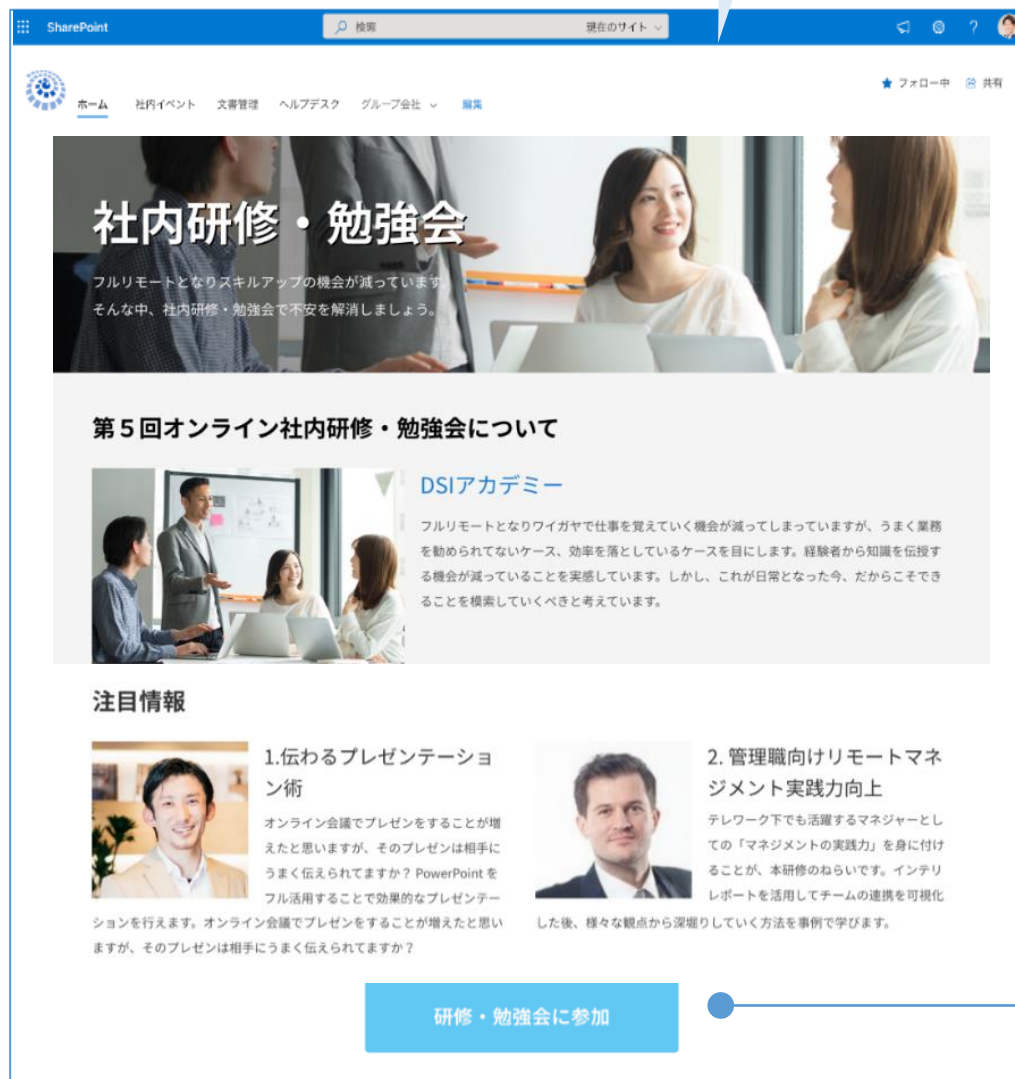 SharePoint
検索
現在のサイト
?
フォロー中
共有
ホーム
社内イベント
文書管理
ヘルプデスク
グループ会社
編集
社内研修・勉強会
フルリモートとなりスキルアップの機会が減っています。
そんな中、社内研修・勉強会で不安を解消しましょう。
第５回オンライン社内研修・勉強会について
DSIアカデミー
フルリモートとなりワイガヤで仕事を覚えていく機会が減ってしまっていますが、うまく業務
を勧められてないケース、効率を落としているケースを目にします。経験者から知識を伝授す
る機会が減っていることを実感しています。しかし、これが日常となった今、だからこそでき
ることを模索していくべきと考えています。
注目情報
1.伝わるプレゼンテーショ
ン術
オンライン会議でプレゼンをすることが増
えたと思いますが、そのプレゼンは相手に
うまく伝えられてますか？ PowerPoint を
フル活用することで効果的なプレゼンテー
ションを行えます。オンライン会議でプレゼンをすることが増えたと思い
ますが、そのプレゼンは相手にうまく伝えられてますか？
2. 管理職向けリモートマネ
ジメント実践力向上
テレワーク下でも活躍するマネジャーとし
ての「マネジメントの実践力」を身に付け
ることが、本研修のねらいです。インテリ
レポートを活用してチームの連携を可視化
した後、様々な観点から深堀りしていく方法を事例で学びます。
研修・勉強会に参加